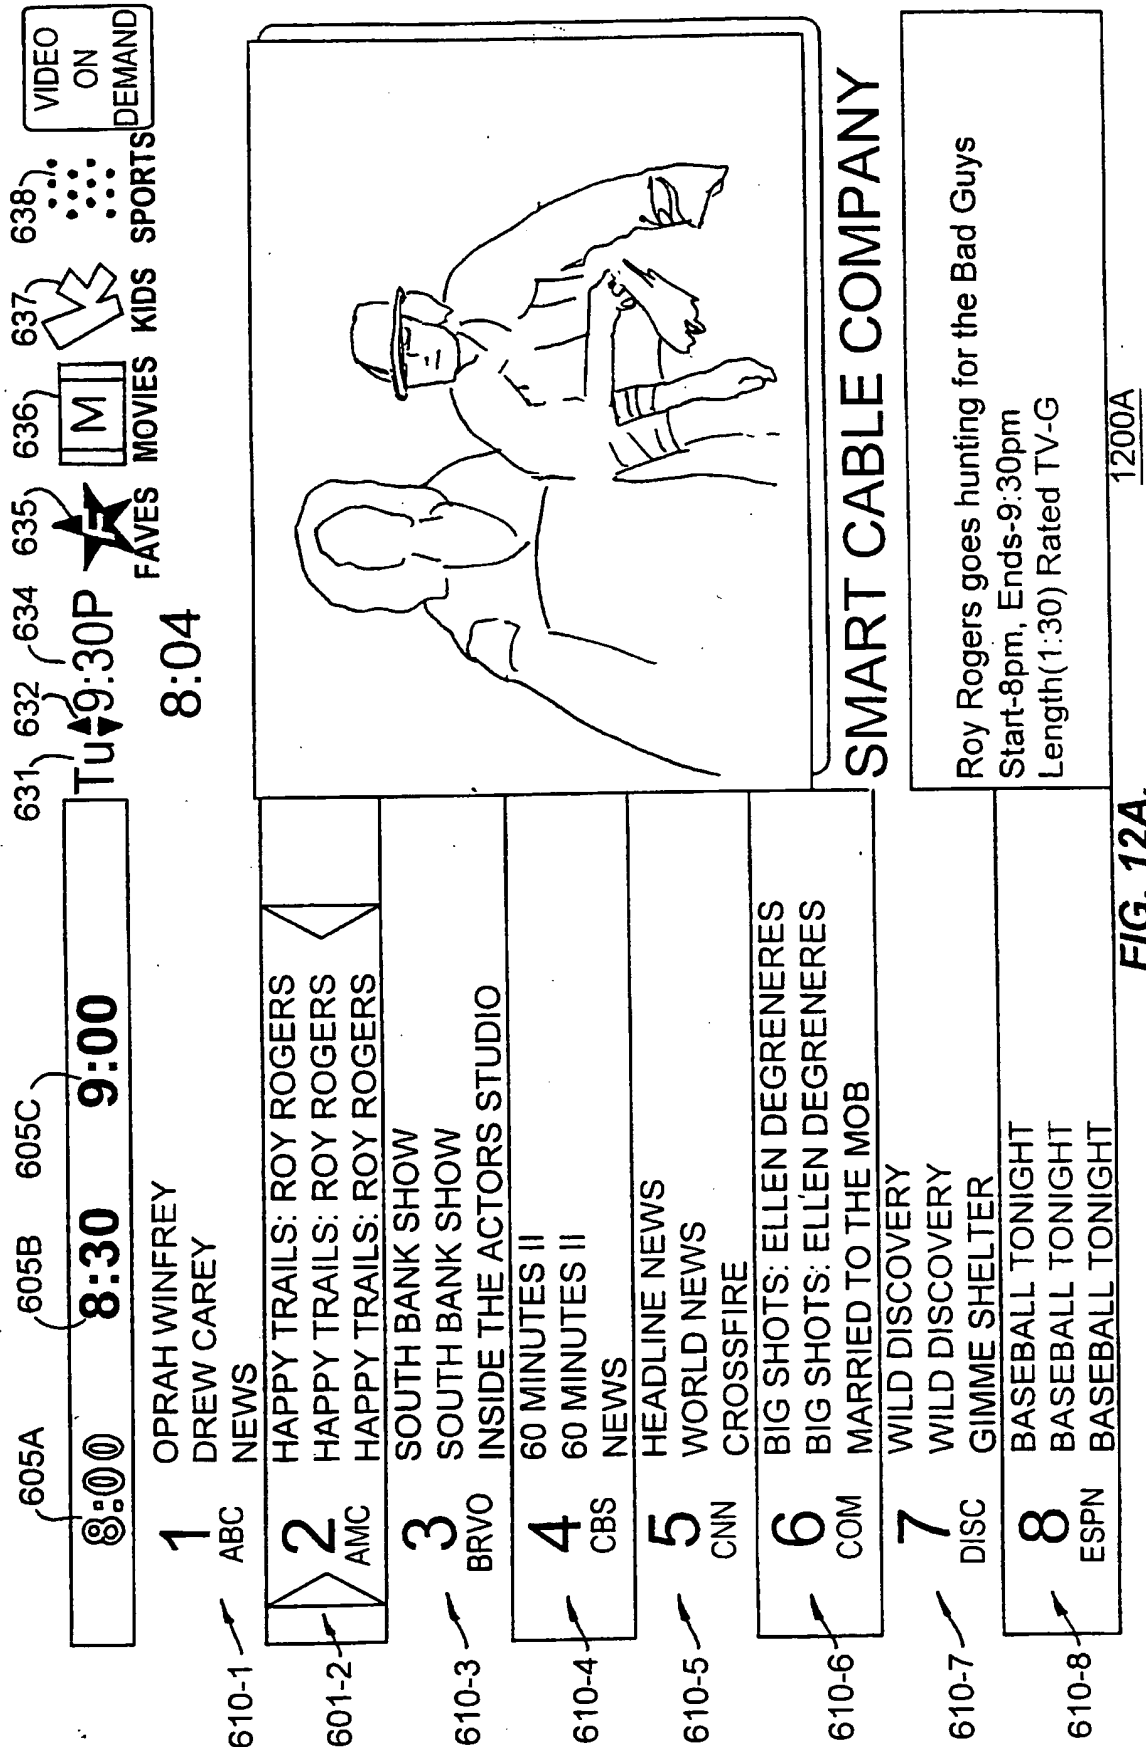 605A 605B 605C 631 632 634 635 636 637 638
8:00 8:30 9:00 Tu 9:30P F M K VIDEO
ON
DEMAND
FAVES MOVIES KIDS SPORTS
8:04
610-1
1
ABC
OPRAH WINFREY
DREW CAREY
NEWS
601-2
2
AMC
HAPPY TRAILS: ROY ROGERS
HAPPY TRAILS: ROY ROGERS
HAPPY TRAILS: ROY ROGERS
610-3
3
BRVO
SOUTH BANK SHOW
SOUTH BANK SHOW
INSIDE THE ACTORS STUDIO
610-4
4
CBS
60 MINUTES II
60 MINUTES II
NEWS
610-5
5
CNN
HEADLINE NEWS
WORLD NEWS
CROSSFIRE
610-6
6
COM
BIG SHOTS: ELLEN DEGRENERES
BIG SHOTS: ELLEN DEGRENERES
MARRIED TO THE MOB
610-7
7
DISC
WILD DISCOVERY
WILD DISCOVERY
GIMME SHELTER
610-8
8
ESPN
BASEBALL TONIGHT
BASEBALL TONIGHT
BASEBALL TONIGHT
SMART CABLE COMPANY
Roy Rogers goes hunting for the Bad Guys
Start-8pm, Ends-9:30pm
Length(1:30) Rated TV-G
1200A
FIG. 12A.